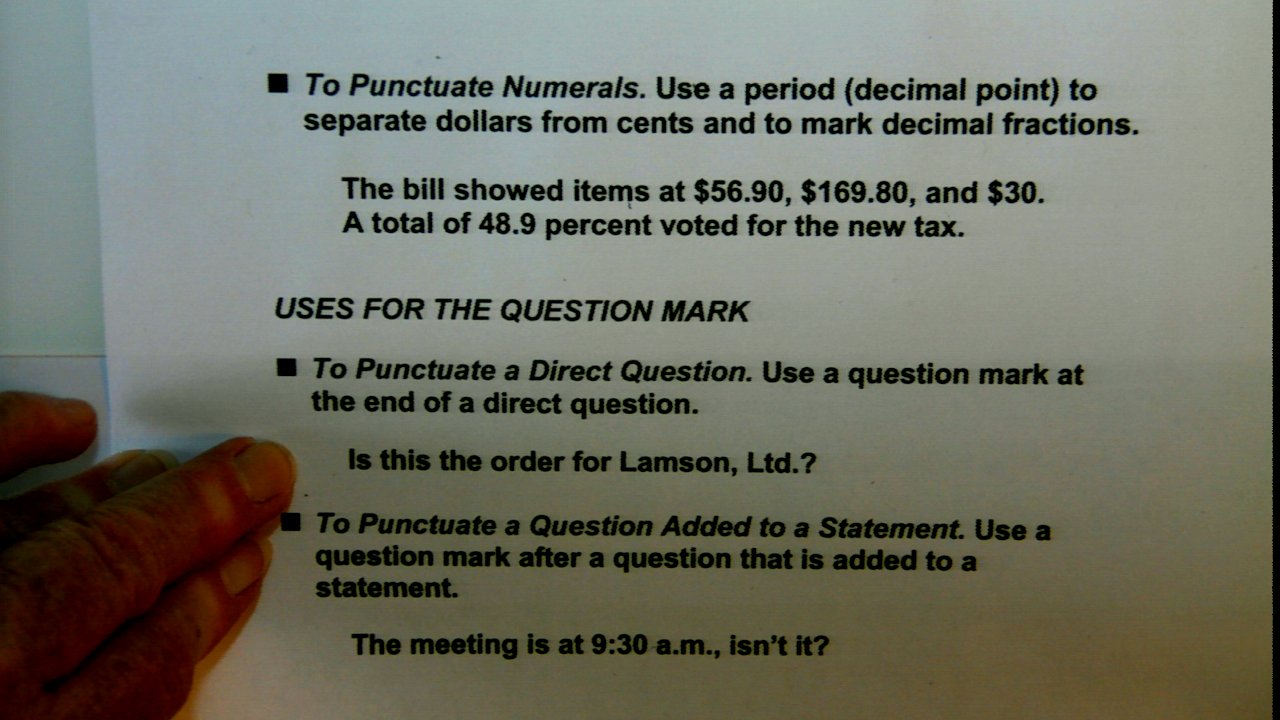 ■ To Punctuate Numerals. Use a period (decimal point) to
separate dollars from cents and to mark decimal fractions.
The bill showed items at $56.90, $169.80, and $30.
A total of 48.9 percent voted for the new tax.
USES FOR THE QUESTION MARK
■ To Punctuate a Direct Question. Use a question mark at
the end of a direct question.
Is this the order for Lamson, Ltd.?
■ To Punctuate a Question Added to a Statement. Use a
question mark after a question that is added to a
statement.
The meeting is at 9:30 a.m., isn’t it?